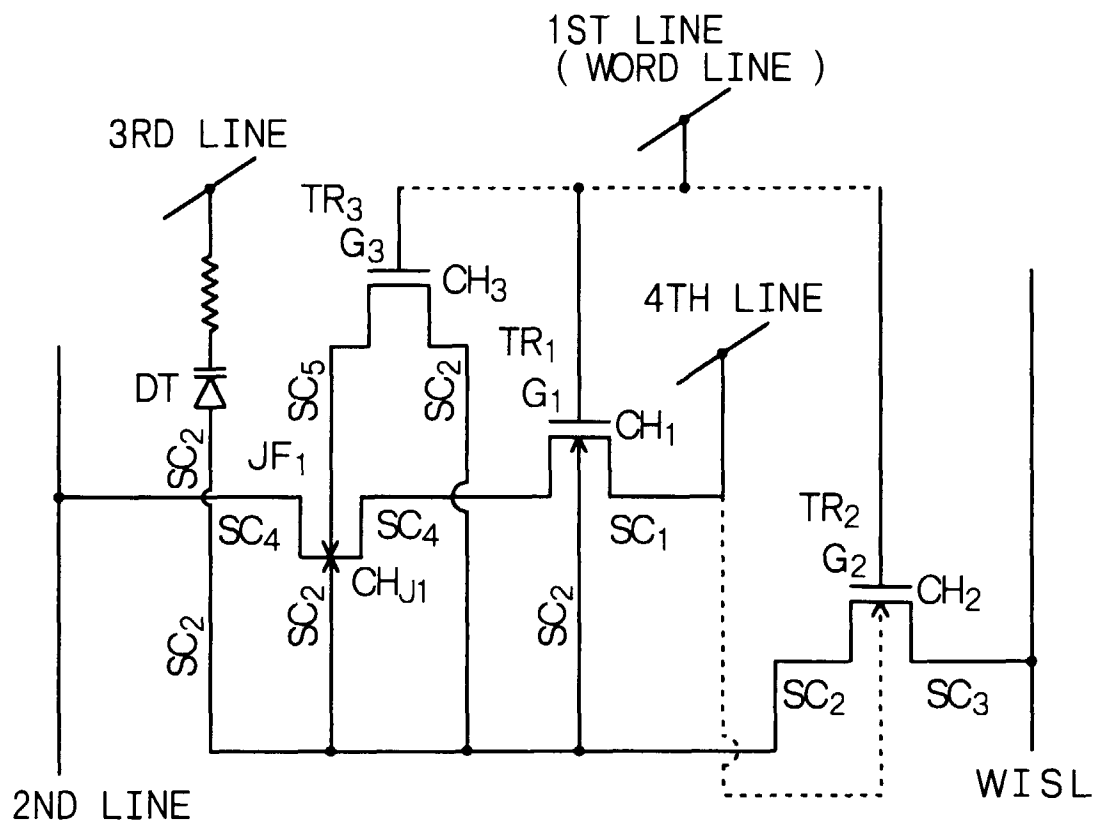 1ST LINE
( WORD LINE )
3RD LINE
TR3
G3
CH3
4TH LINE
TR1
G1
CH1
SC5
SC2
DT
SC2
JF1
SC4
SC4
SC1
TR2
G2
CH2
CHJ1
SC2
SC2
SC2
SC2
SC3
2ND LINE
WISL